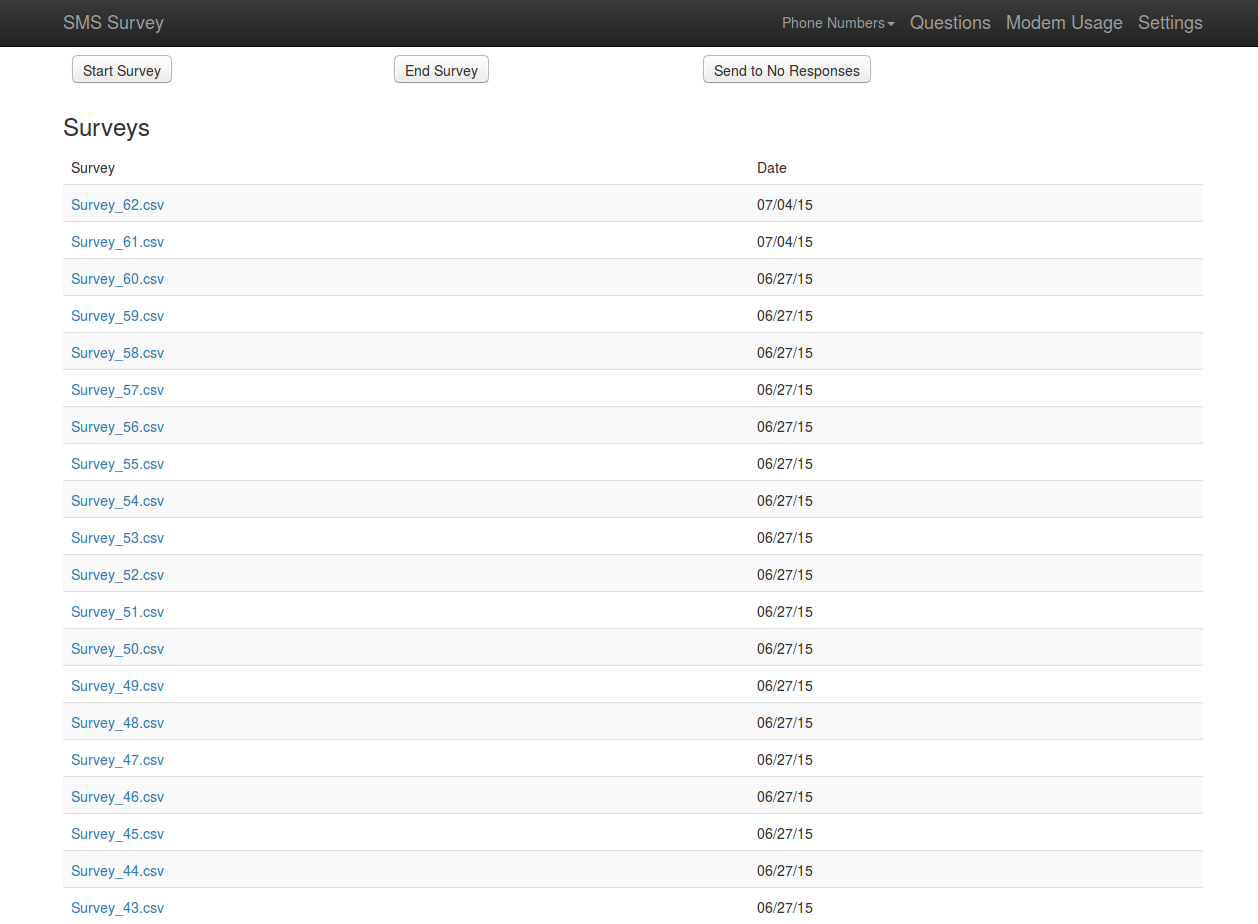 SMS Survey Phone Numbers Questions Modem Usage Settings
Start Survey End Survey Send to No Responses
Surveys
Survey Date
Survey_62.csv 07/04/15
Survey_61.csv 07/04/15
Survey_60.csv 06/27/15
Survey_59.csv 06/27/15
Survey_58.csv 06/27/15
Survey_57.csv 06/27/15
Survey_56.csv 06/27/15
Survey_55.csv 06/27/15
Survey_54.csv 06/27/15
Survey_53.csv 06/27/15
Survey_52.csv 06/27/15
Survey_51.csv 06/27/15
Survey_50.csv 06/27/15
Survey_49.csv 06/27/15
Survey_48.csv 06/27/15
Survey_47.csv 06/27/15
Survey_46.csv 06/27/15
Survey_45.csv 06/27/15
Survey_44.csv 06/27/15
Survey_43.csv 06/27/15